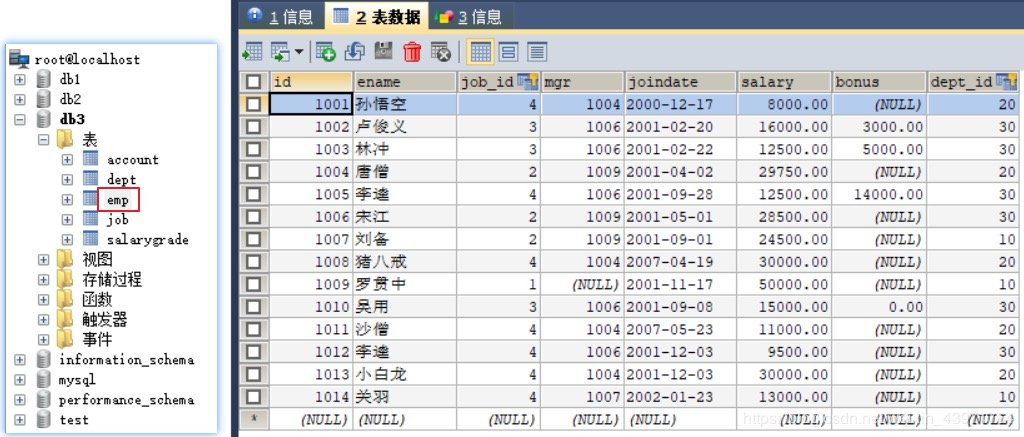 root@localhost
db1
db2
db3
表
account
dept
emp
job
salarygrade
视图
存储过程
函数
触发器
事件
information_schema
mysql
performance_schema
test
1 信息 2 表数据 3 信息
id ename job_id mgr joindate salary bonus dept_id
1001 孙悟空 4 1004 2000-12-17 8000.00 (NULL) 20
1002 卢俊义 3 1006 2001-02-20 16000.00 3000.00 30
1003 林冲 3 1006 2001-02-22 12500.00 5000.00 30
1004 唐僧 2 1009 2001-04-02 29750.00 (NULL) 20
1005 李逵 4 1006 2001-09-28 12500.00 14000.00 30
1006 宋江 2 1009 2001-05-01 28500.00 (NULL) 30
1007 刘备 2 1009 2001-09-01 24500.00 (NULL) 10
1008 猪八戒 4 1004 2007-04-19 30000.00 (NULL) 20
1009 罗贯中 1 (NULL) 2001-11-17 50000.00 (NULL) 10
1010 吴用 3 1006 2001-09-08 15000.00 0.00 30
1011 沙僧 4 1004 2007-05-23 11000.00 (NULL) 20
1012 李逵 4 1006 2001-12-03 9500.00 (NULL) 30
1013 小白龙 4 1004 2001-12-03 30000.00 (NULL) 20
1014 关羽 4 1007 2002-01-23 13000.00 (NULL) 10
* (NULL) (NULL) (NULL) (NULL) (NULL) (NULL) (NULL) (NULL)